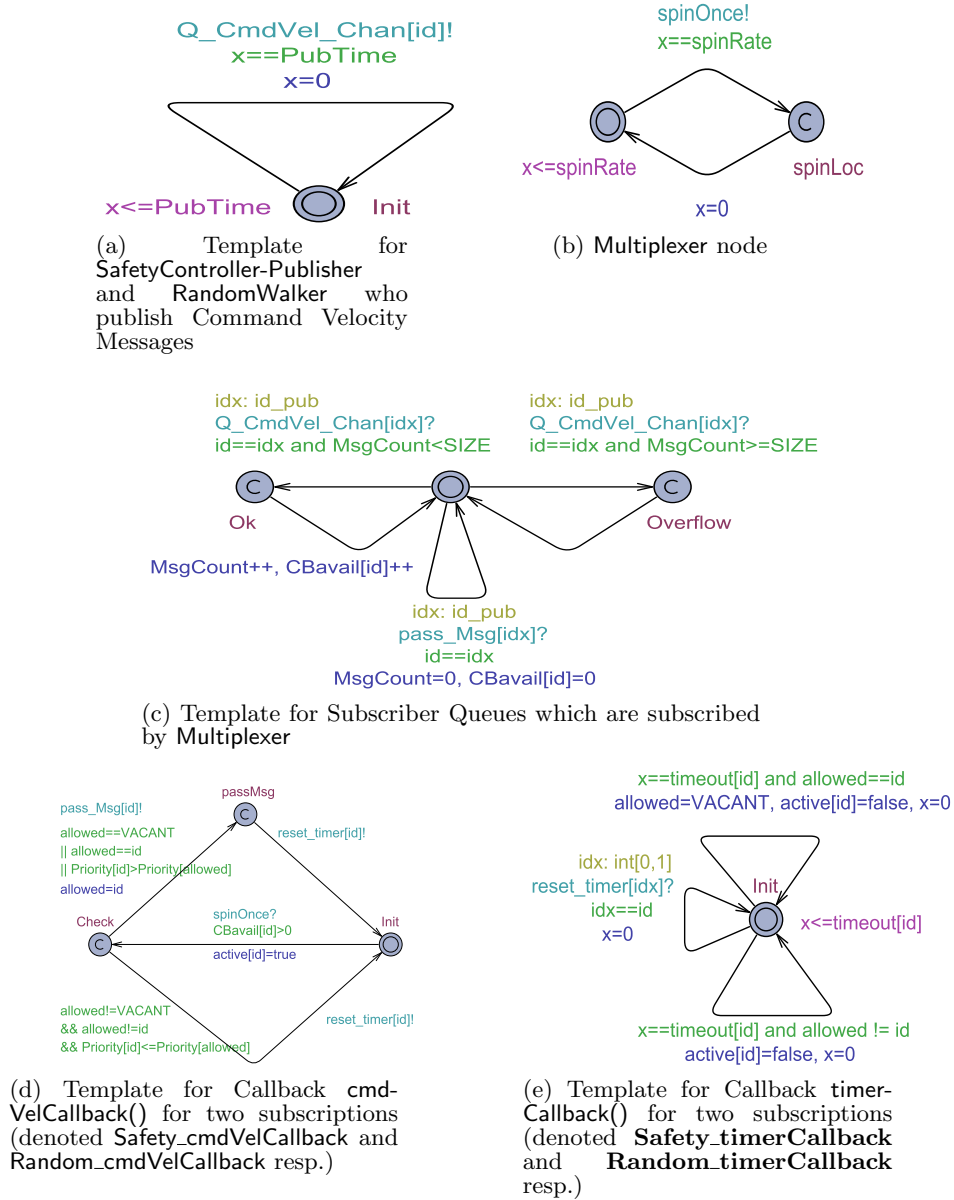 Q_CmdVel_Chan[id]!
x==PubTime
x=0
x<=PubTime
Init
(a) Template for
SafetyController-Publisher
and RandomWalker who
publish Command Velocity
Messages
spinOnce!
x==spinRate
C
x<=spinRate
spinLoc
x=0
(b) Multiplexer node
idx: id_pub
Q_CmdVel_Chan[idx]?
id==idx and MsgCount<SIZE
idx: id_pub
Q_CmdVel_Chan[idx]?
id==idx and MsgCount>=SIZE
C
C
Ok
Overflow
MsgCount++, CBavail[id]++
idx: id_pub
pass_Msg[idx]?
id==idx
MsgCount=0, CBavail[id]=0
(c) Template for Subscriber Queues which are subscribed
by Multiplexer
passMsg
C
pass_Msg[id]!
allowed==VACANT
|| allowed==id
|| Priority[id]>Priority[allowed]
allowed=id
reset_timer[id]!
Check
C
spinOnce?
CBavail[id]>0
active[id]=true
Init
allowed!=VACANT
&& allowed!=id
&& Priority[id]<=Priority[allowed]
reset_timer[id]!
(d) Template for Callback cmd-
VelCallback() for two subscriptions
(denoted Safety_cmdVelCallback and
Random_cmdVelCallback resp.)
x==timeout[id] and allowed==id
allowed=VACANT, active[id]=false, x=0
idx: int[0,1]
reset_timer[idx]?
idx==id
x=0
Init
x<=timeout[id]
x==timeout[id] and allowed != id
active[id]=false, x=0
(e) Template for Callback timer-
Callback() for two subscriptions
(denoted Safety_timerCallback
and Random_timerCallback
resp.)